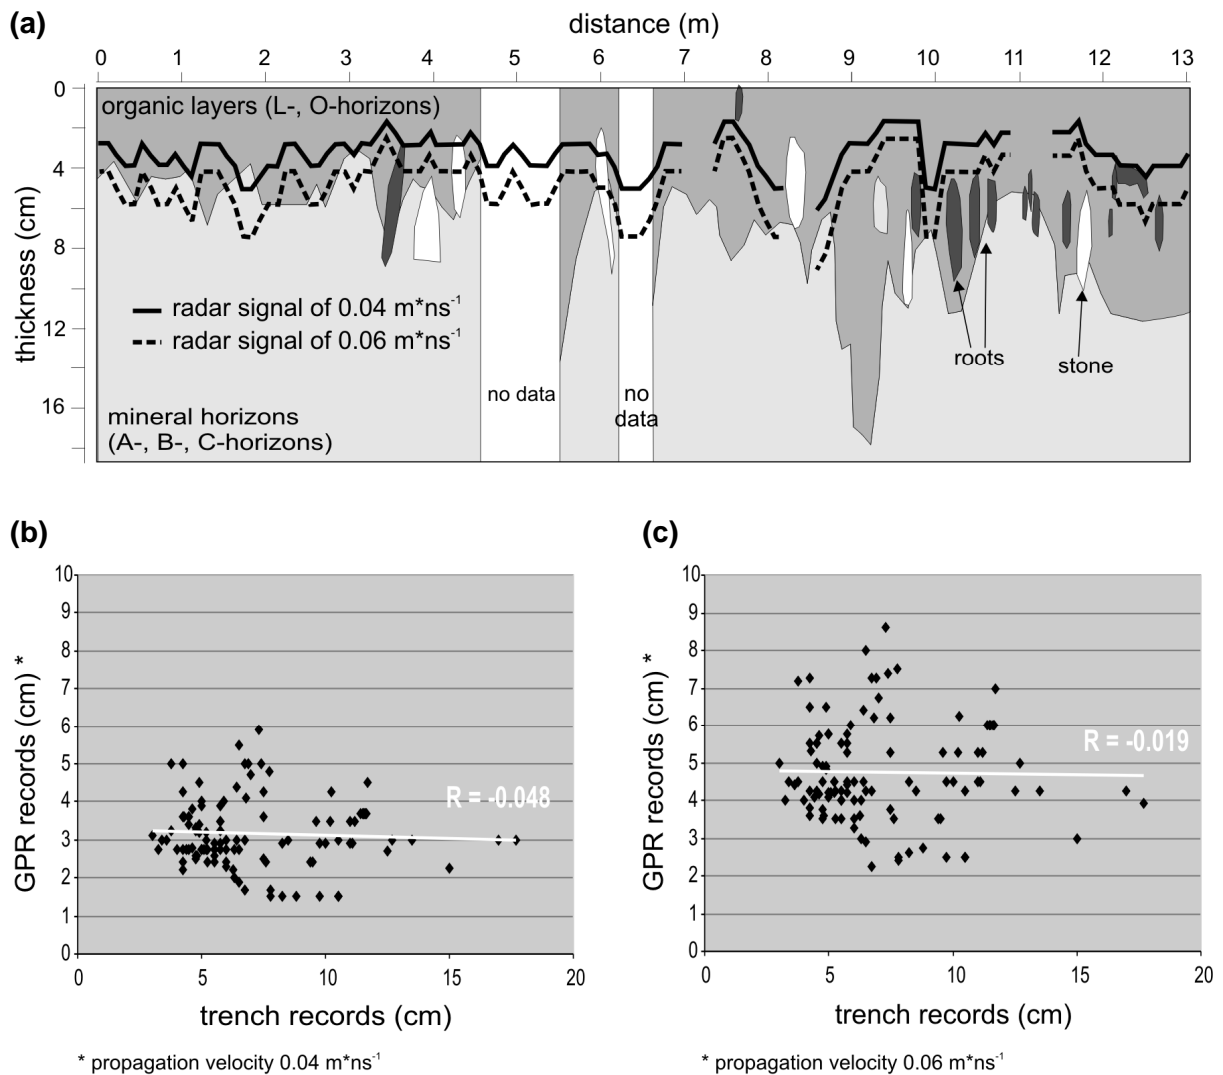 (a)
distance (m)
0 1 2 3 4 5 6 7 8 9 10 11 12 13
thickness (cm)
0
4
8
12
16
organic layers (L-, O-horizons)
radar signal of 0.04 m*ns⁻¹
radar signal of 0.06 m*ns⁻¹
mineral horizons
(A-, B-, C-horizons)
no data
no
data
roots
stone
(b)
GPR records (cm) *
10
9
8
7
6
5
4
3
2
1
0
R = -0.048
0 5 10 15 20
trench records (cm)
* propagation velocity 0.04 m*ns⁻¹
(c)
GPR records (cm) *
10
9
8
7
6
5
4
3
2
1
0
R = -0.019
0 5 10 15 20
trench records (cm)
* propagation velocity 0.06 m*ns⁻¹